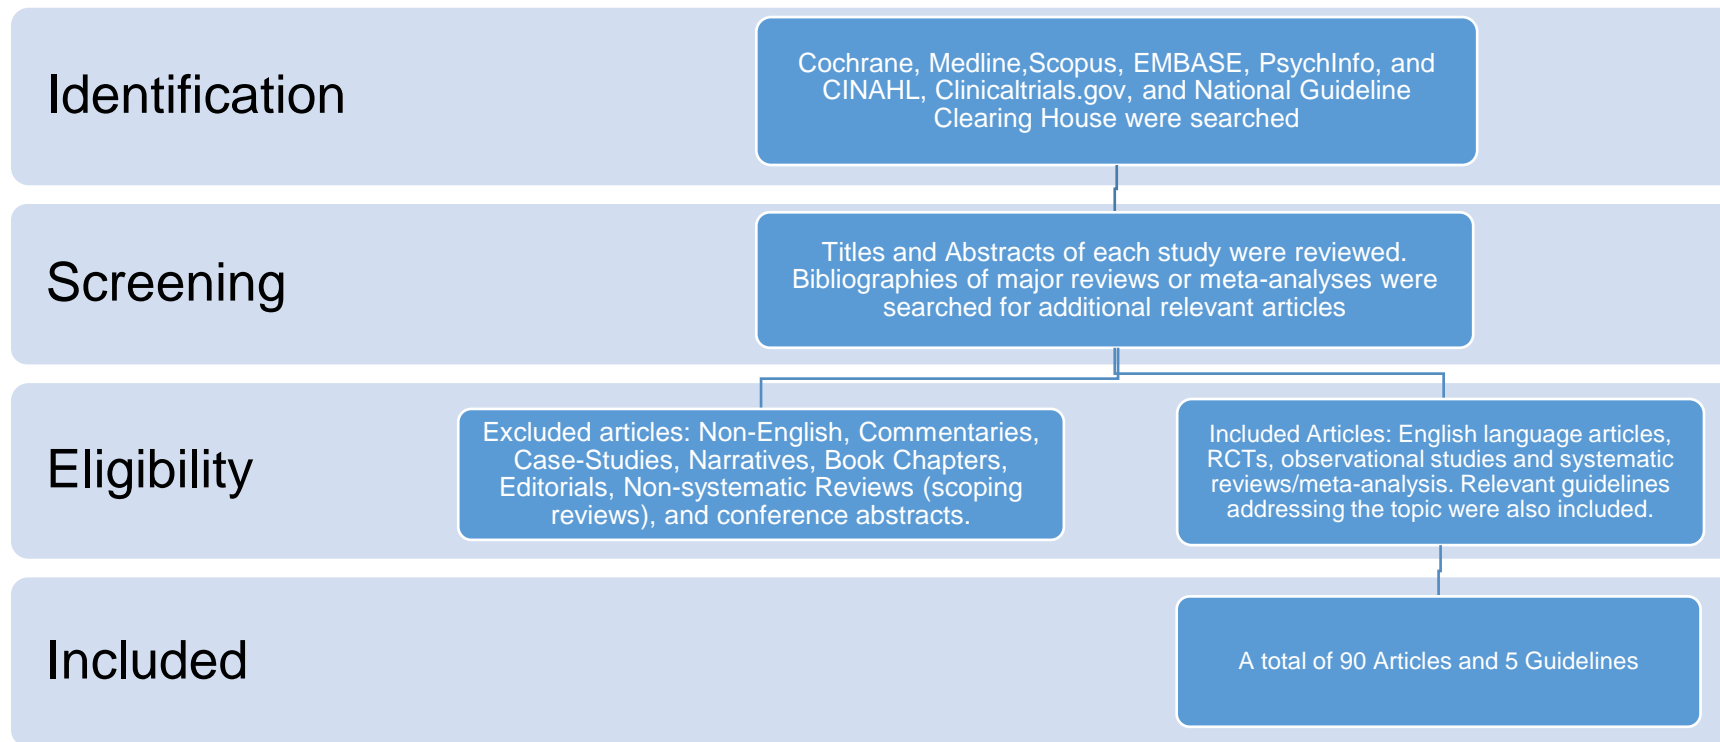 Identification
Cochrane, Medline,Scopus, EMBASE, PsychInfo, and
CINAHL, Clinicaltrials.gov, and National Guideline
Clearing House were searched
Screening
Titles and Abstracts of each study were reviewed.
Bibliographies of major reviews or meta-analyses were
searched for additional relevant articles
Eligibility
Excluded articles: Non-English, Commentaries,
Case-Studies, Narratives, Book Chapters,
Editorials, Non-systematic Reviews (scoping
reviews), and conference abstracts.
Included Articles: English language articles,
RCTs, observational studies and systematic
reviews/meta-analysis. Relevant guidelines
addressing the topic were also included.
Included
A total of 90 Articles and 5 Guidelines